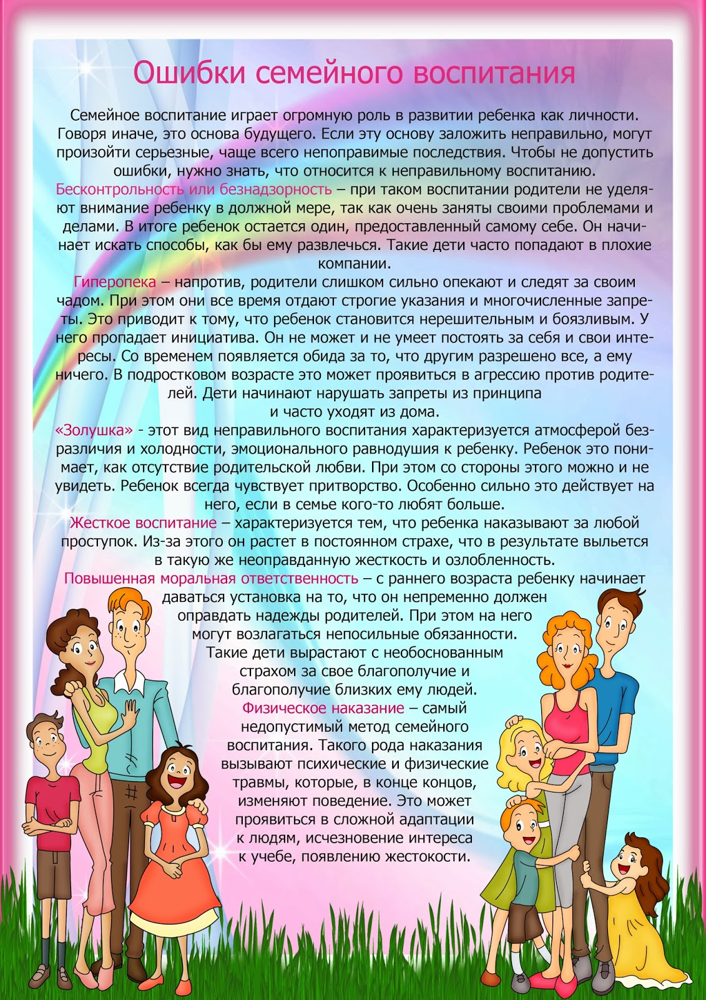 Ошибки семейного воспитания
Семейное воспитание играет огромную роль в развитии ребенка как личности.
Говоря иначе, это основа будущего. Если эту основу заложить неправильно, могут
произойти серьезные, чаще всего непоправимые последствия. Чтобы не допустить
ошибки, нужно знать, что относится к неправильному воспитанию.
Бесконтрольность или безнадзорность – при таком воспитании родители не уделя-
ют внимание ребенку в должной мере, так как очень заняты своими проблемами и
делами. В итоге ребенок остается один, предоставленный самому себе. Он начи-
нает искать способы, как бы ему развлечься. Такие дети часто попадают в плохие
компании.
Гиперопека – напротив, родители слишком сильно опекают и следят за своим
чадом. При этом они все время отдают строгие указания и многочисленные запре-
ты. Это приводит к тому, что ребенок становится нерешительным и боязливым. У
него пропадает инициатива. Он не может и не умеет постоять за себя и свои инте-
ресы. Со временем появляется обида за то, что другим разрешено все, а ему
ничего. В подростковом возрасте это может проявиться в агрессию против родите-
лей. Дети начинают нарушать запреты из принципа
и часто уходят из дома.
«Золушка» - этот вид неправильного воспитания характеризуется атмосферой без-
различия и холодности, эмоционального равнодушия к ребенку. Ребенок это пони-
мает, как отсутствие родительской любви. При этом со стороны этого можно и не
увидеть. Ребенок всегда чувствует притворство. Особенно сильно это действует на
него, если в семье кого-то любят больше.
Жесткое воспитание – характеризуется тем, что ребенка наказывают за любой
проступок. Из-за этого он растет в постоянном страхе, что в результате выльется
в такую же неоправданную жесткость и озлобленность.
Повышенная моральная ответственность – с раннего возраста ребенку начинает
даваться установка на то, что он непременно должен
оправдать надежды родителей. При этом на него
могут возлагаться непосильные обязанности.
Такие дети вырастают с необоснованным
страхом за свое благополучие и
благополучие близких ему людей.
Физическое наказание – самый
недопустимый метод семейного
воспитания. Такого рода наказания
вызывают психические и физические
травмы, которые, в конце концов,
изменяют поведение. Это может
проявиться в сложной адаптации
к людям, исчезновение интереса
к учебе, появлению жестокости.